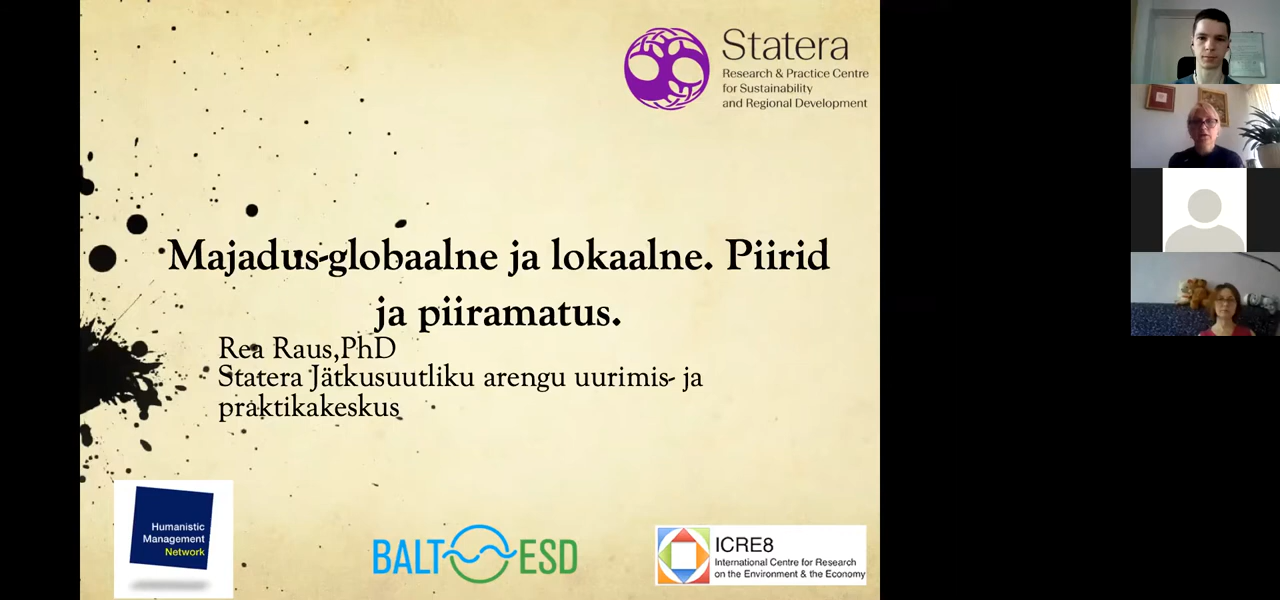 Statera
Research & Practice Centre
for Sustainability
and Regional Development
Majadus-globaalne ja lokaalne. Piirid
ja piiramatus.
Rea Raus,PhD
Statera Jätkusuutliku arengu uurimis- ja
praktikakeskus
Humanistic
Management
Network
BALT ESD
ICRE8
International Centre for Research
on the Environment & the Economy